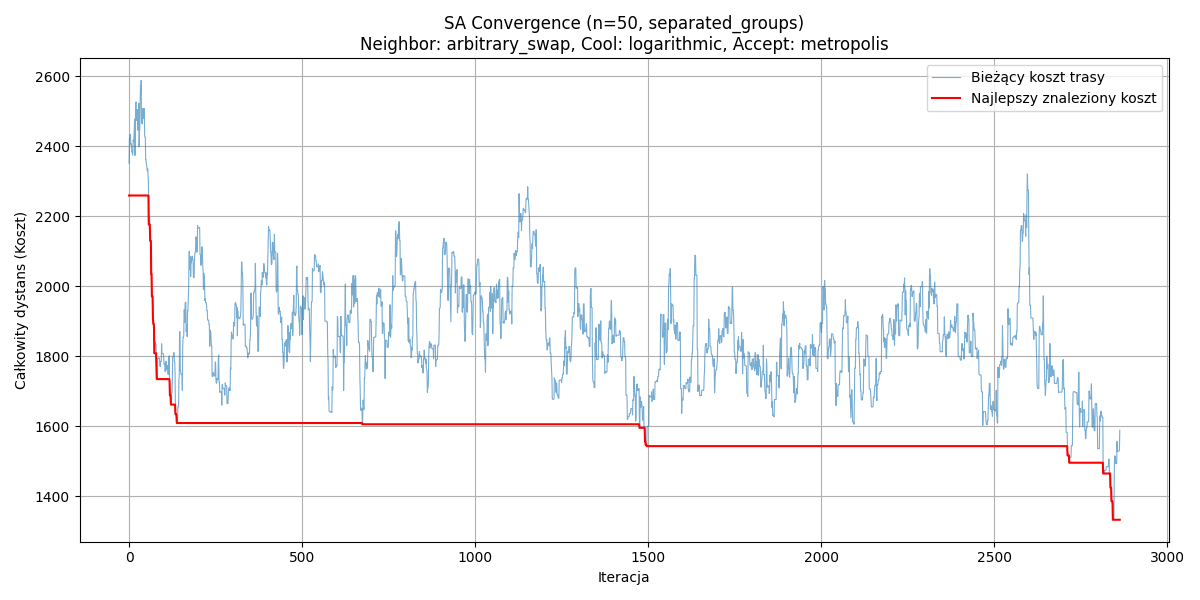 SA Convergence (n=50, separated_groups)
Neighbor: arbitrary_swap, Cool: logarithmic, Accept: metropolis
Bieżący koszt trasy
Najlepszy znaleziony koszt
Całkowity dystans (Koszt)
2600
2400
2200
2000
1800
1600
1400
0 500 1000 1500 2000 2500 3000
Iteracja